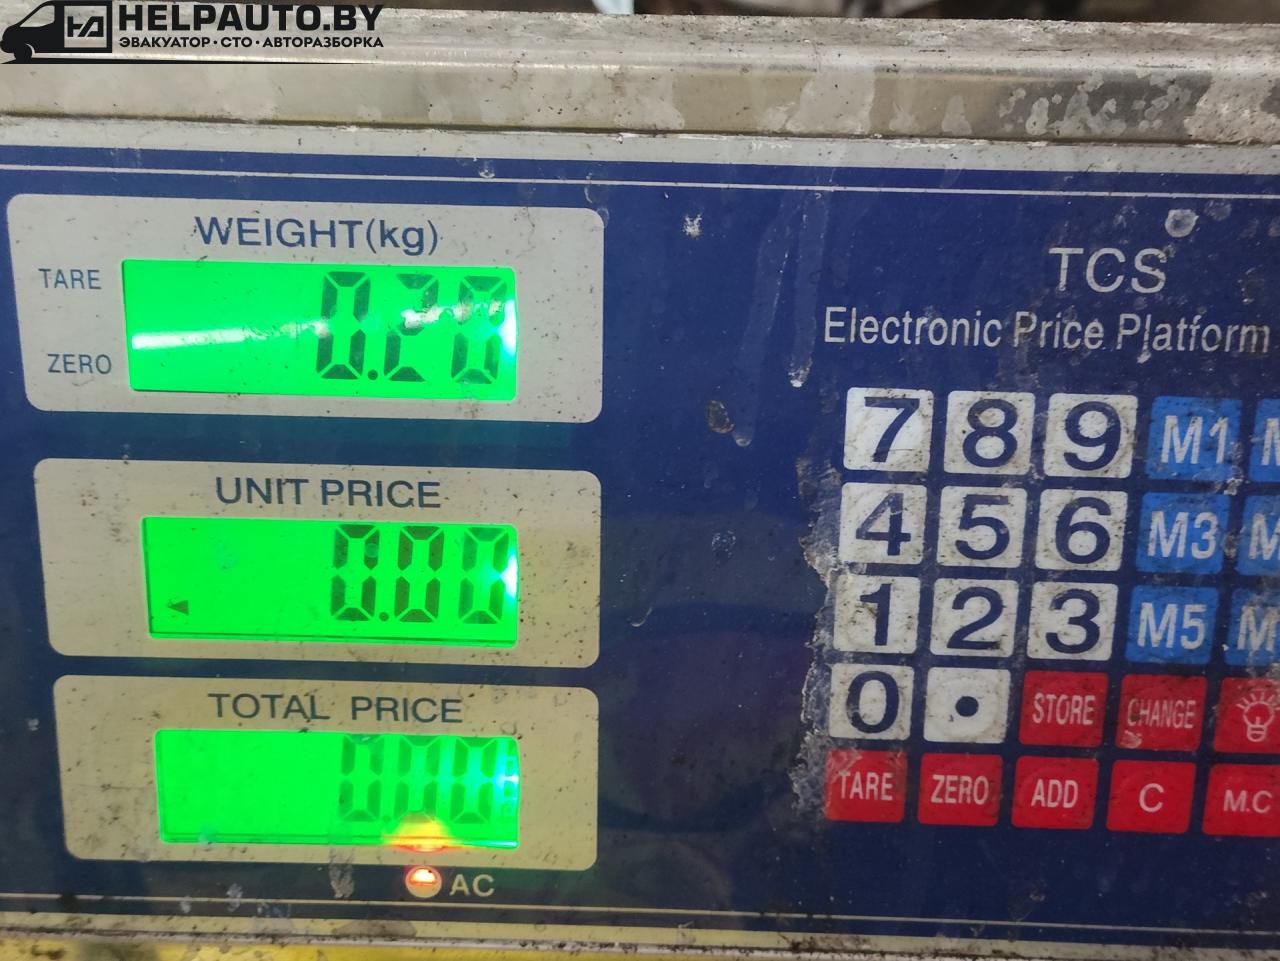 HELPAUTO.BY
ЭВАКУАТОР · СТО · АВТОРАЗБОРКА
WEIGHT(kg)
TARE
0.28
ZERO
UNIT PRICE
0.00
TOTAL PRICE
0.00
AC
TCS
Electronic Price Platform
7 8 9 M1
4 5 6 M3
1 2 3 M5
0 . STORE CHANGE
TARE ZERO ADD C M.C